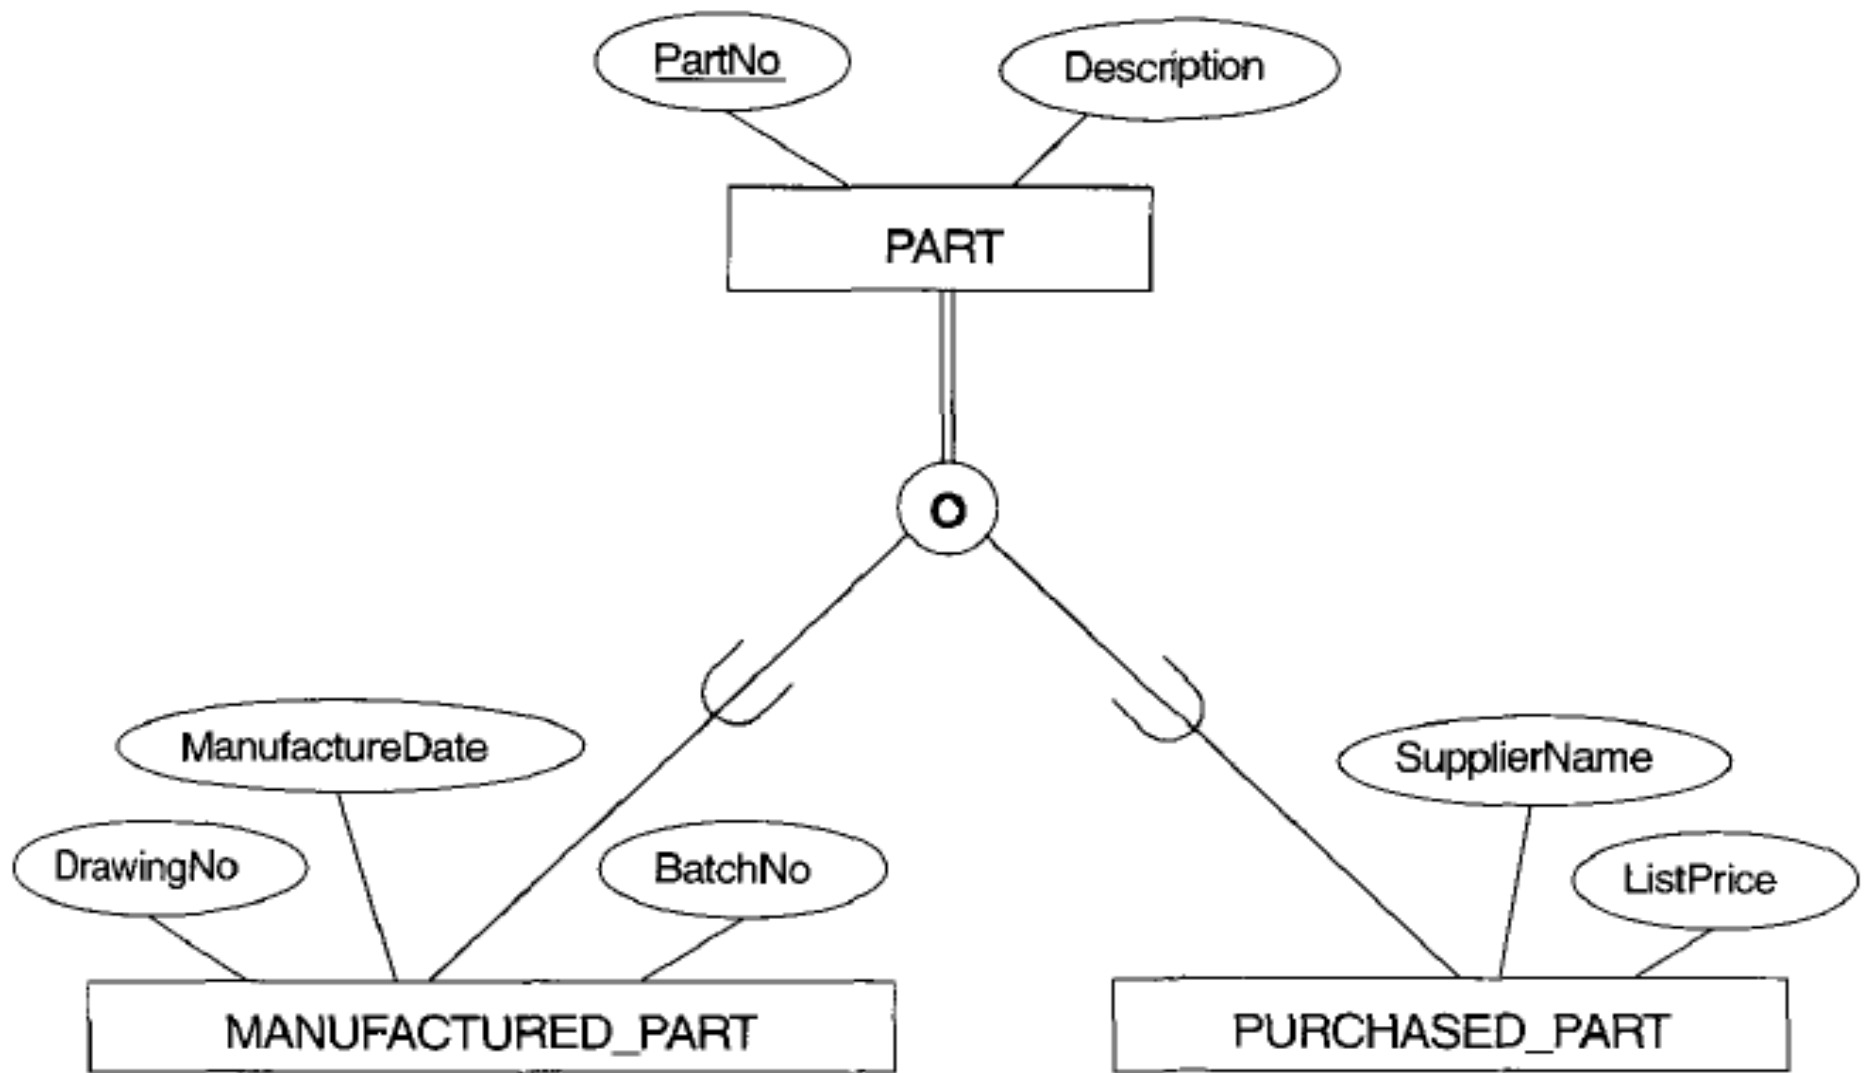 PartNo
Description
PART
O
ManufactureDate
SupplierName
DrawingNo
BatchNo
ListPrice
MANUFACTURED_PART
PURCHASED_PART